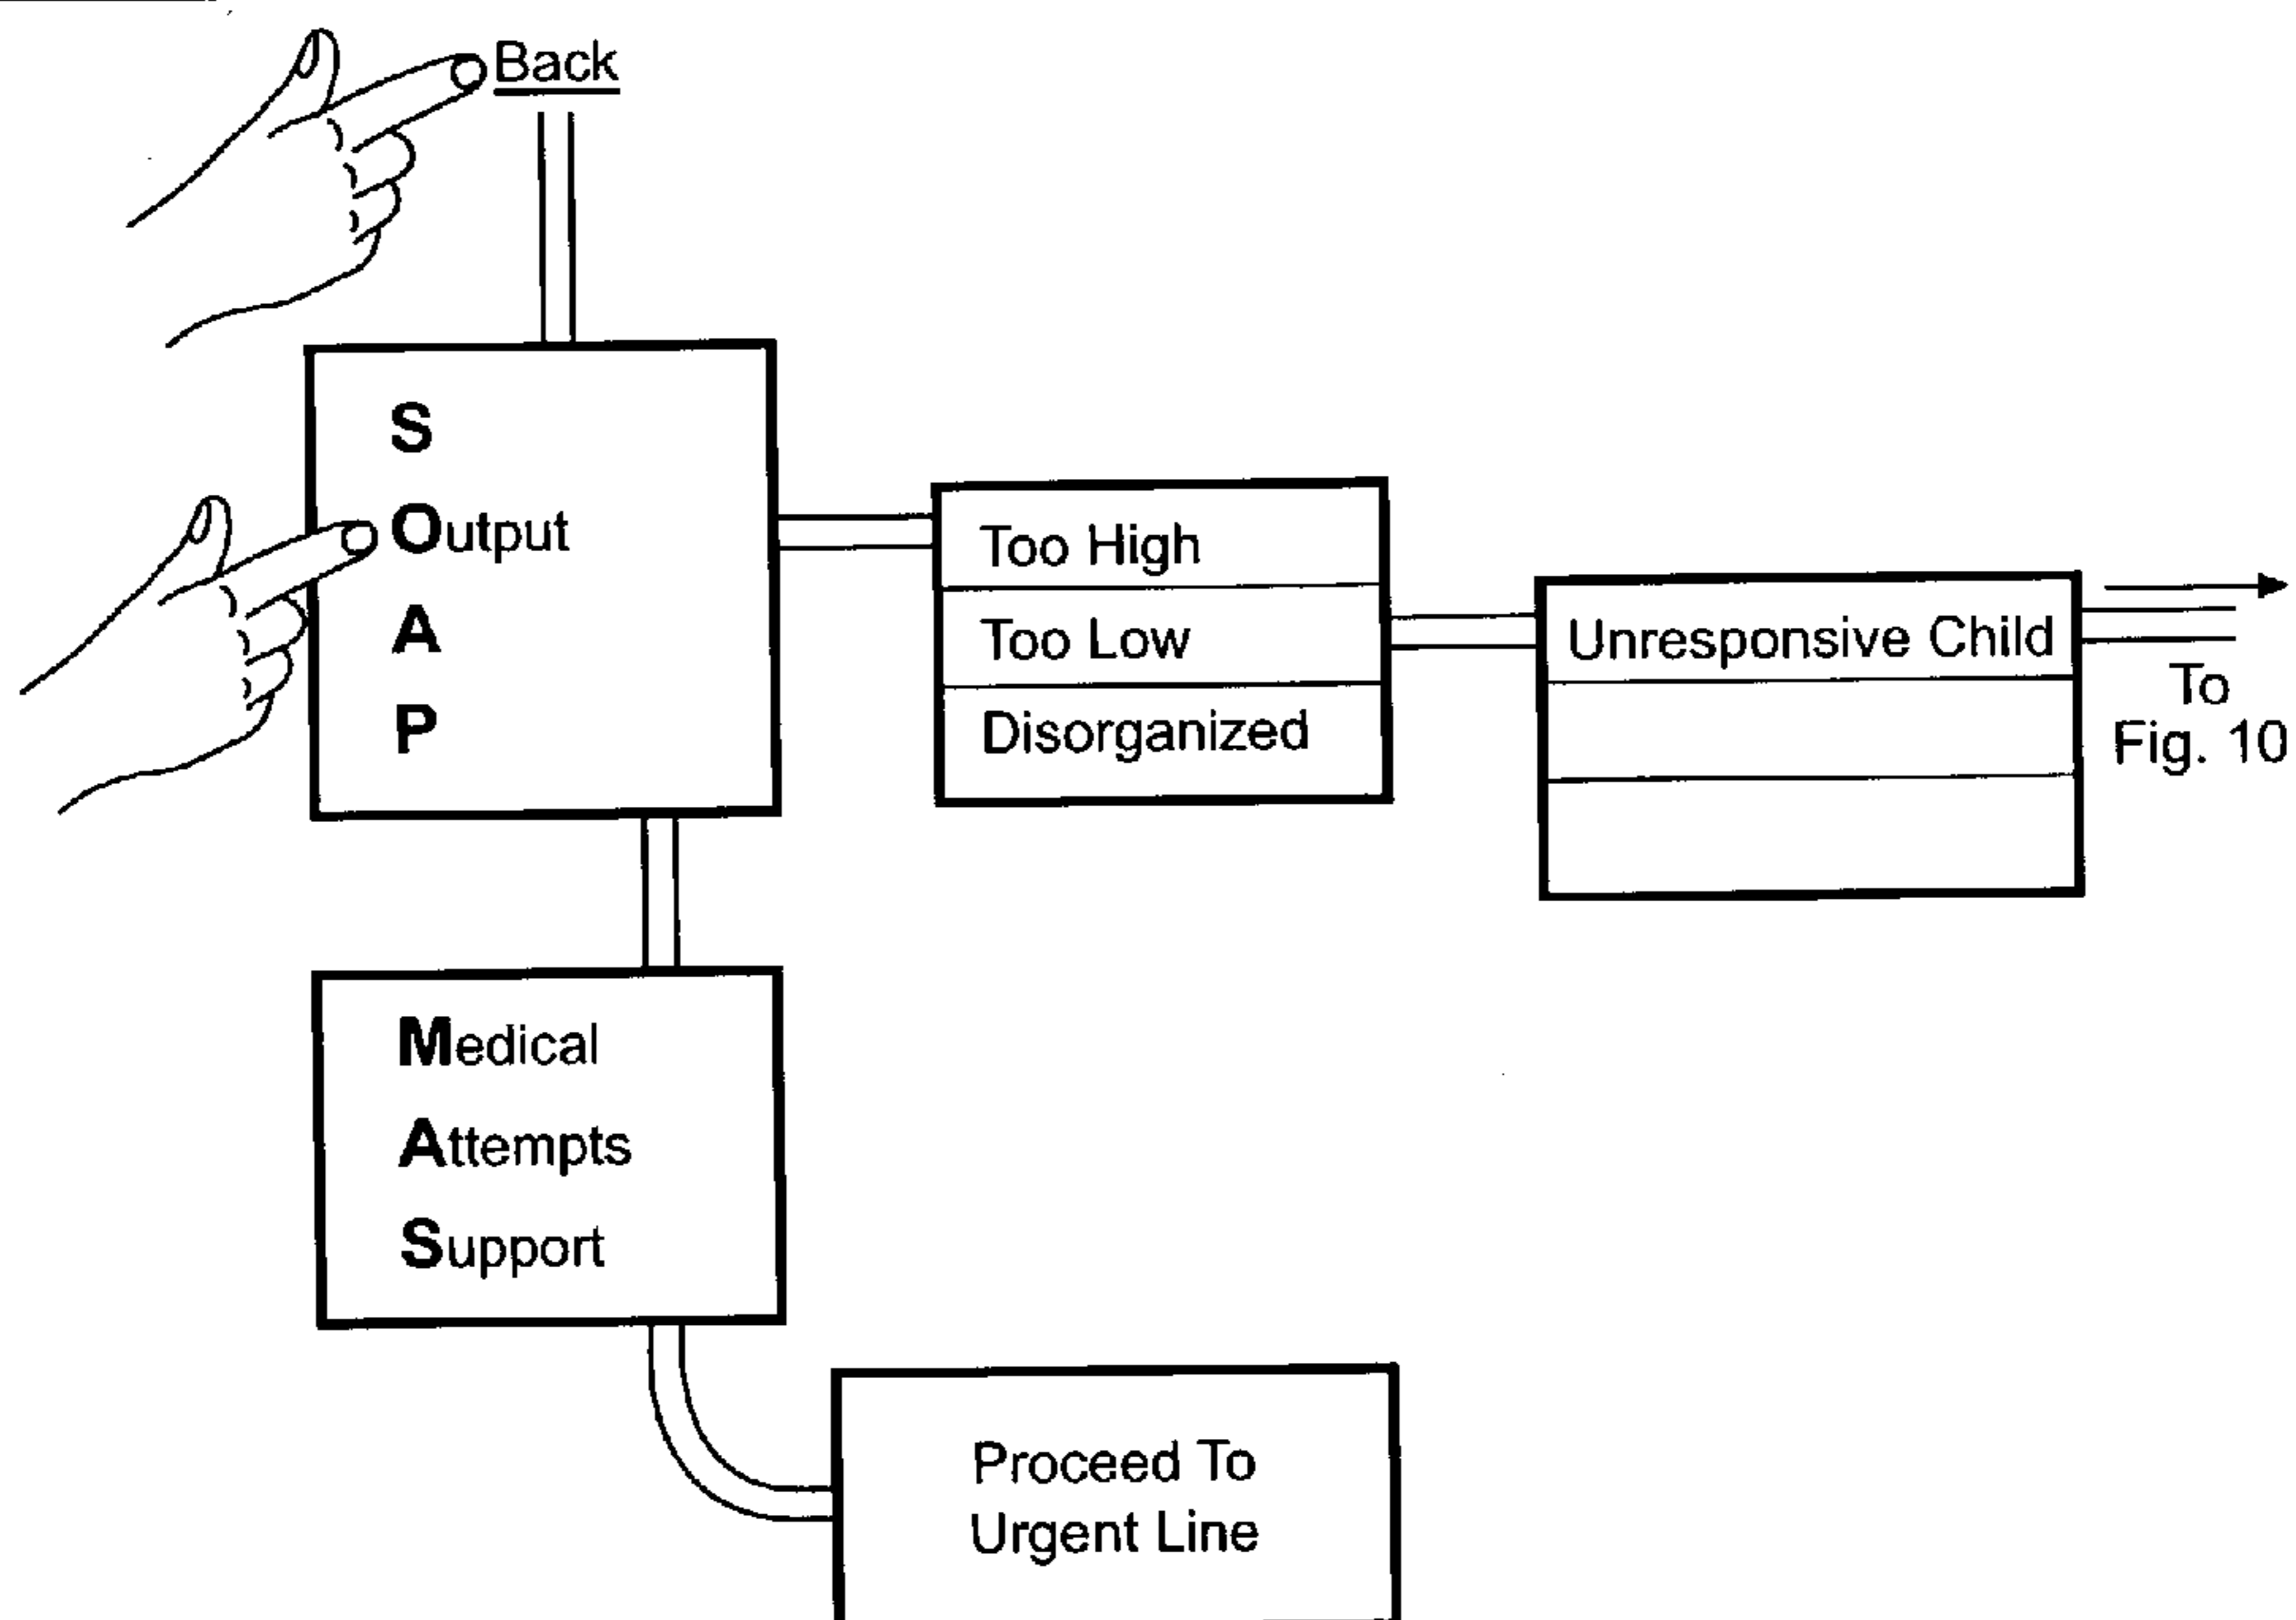 Back
S
Output
A
P
Too High
Too Low
Disorganized
Unresponsive Child
To
Fig. 10
Medical
Attempts
Support
Proceed To
Urgent Line